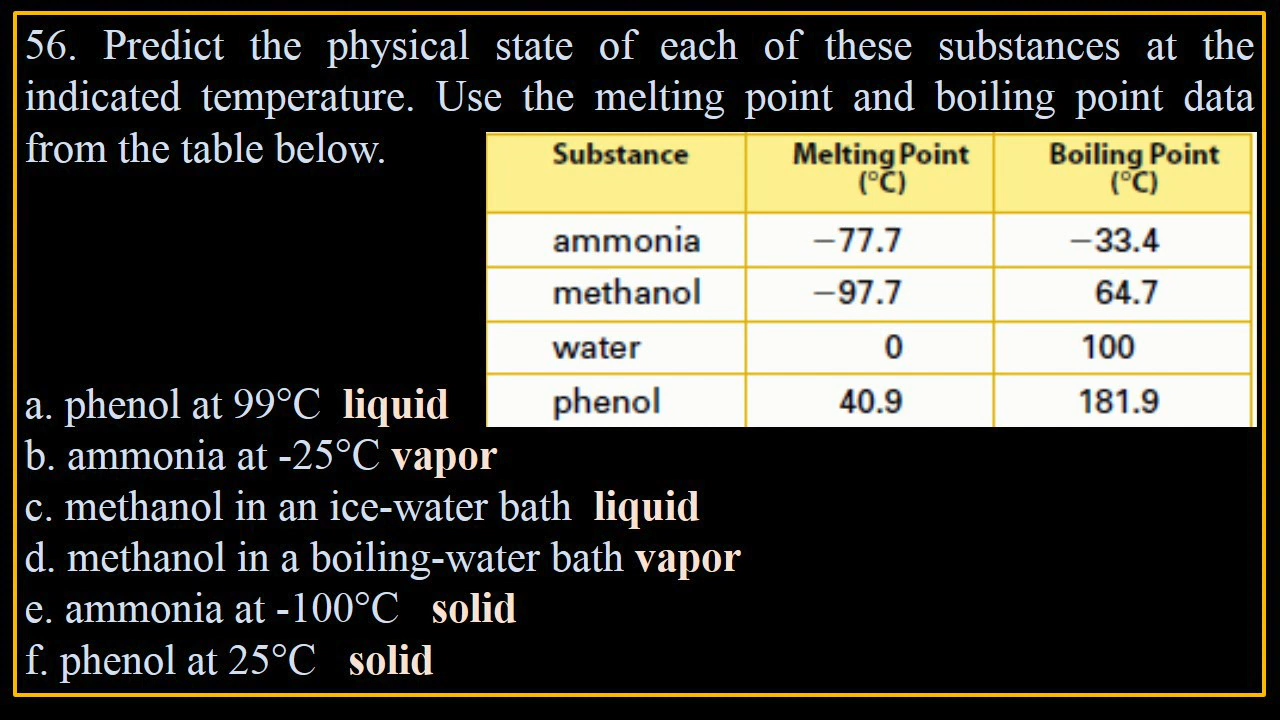 56. Predict the physical state of each of these substances at the
indicated temperature. Use the melting point and boiling point data
from the table below.
Substance Melting Point (°C) Boiling Point (°C)
ammonia −77.7 −33.4
methanol −97.7 64.7
water 0 100
phenol 40.9 181.9
a. phenol at 99°C liquid
b. ammonia at -25°C vapor
c. methanol in an ice-water bath liquid
d. methanol in a boiling-water bath vapor
e. ammonia at -100°C solid
f. phenol at 25°C solid